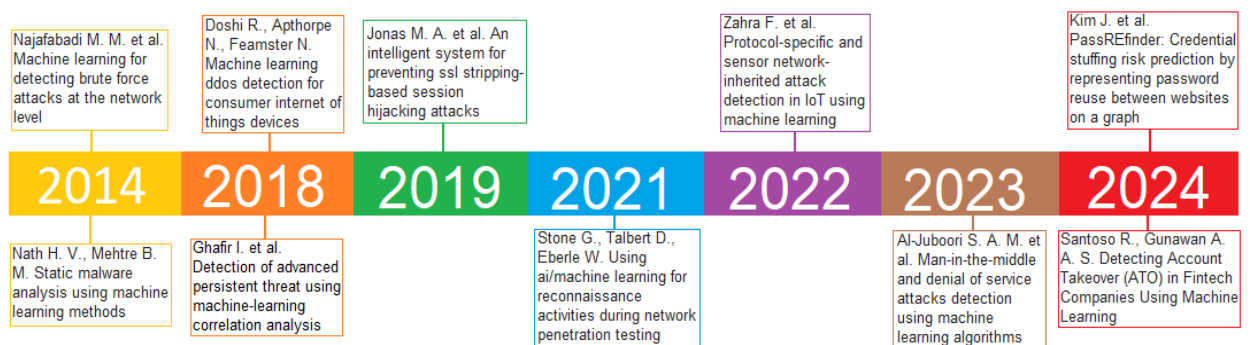 Najafabadi M. M. et al.
Machine learning for
detecting brute force
attacks at the network
level
Doshi R., Apthorpe
N., Feamster N.
Machine learning
ddos detection for
consumer internet of
things devices
Jonas M. A. et al. An
intelligent system for
preventing ssl stripping-
based session
hijacking attacks
Zahra F. et al.
Protocol-specific and
sensor network-
inherited attack
detection in IoT using
machine learning
Kim J. et al.
PassREfinder: Credential
stuffing risk prediction by
representing password
reuse between websites
on a graph
2014
2018
2019
2021
2022
2023
2024
Nath H. V., Mehtre B.
M. Static malware
analysis using machine
learning methods
Ghafir I. et al.
Detection of advanced
persistent threat using
machine-learning
correlation analysis
Stone G., Talbert D.,
Eberle W. Using
ai/machine learning for
reconnaissance
activities during network
penetration testing
Al-Juboori S. A. M. et
al. Man-in-the-middle
and denial of service
attacks detection
using machine
learning algorithms
Santoso R., Gunawan A.
A. S. Detecting Account
Takeover (ATO) in Fintech
Companies Using Machine
Learning